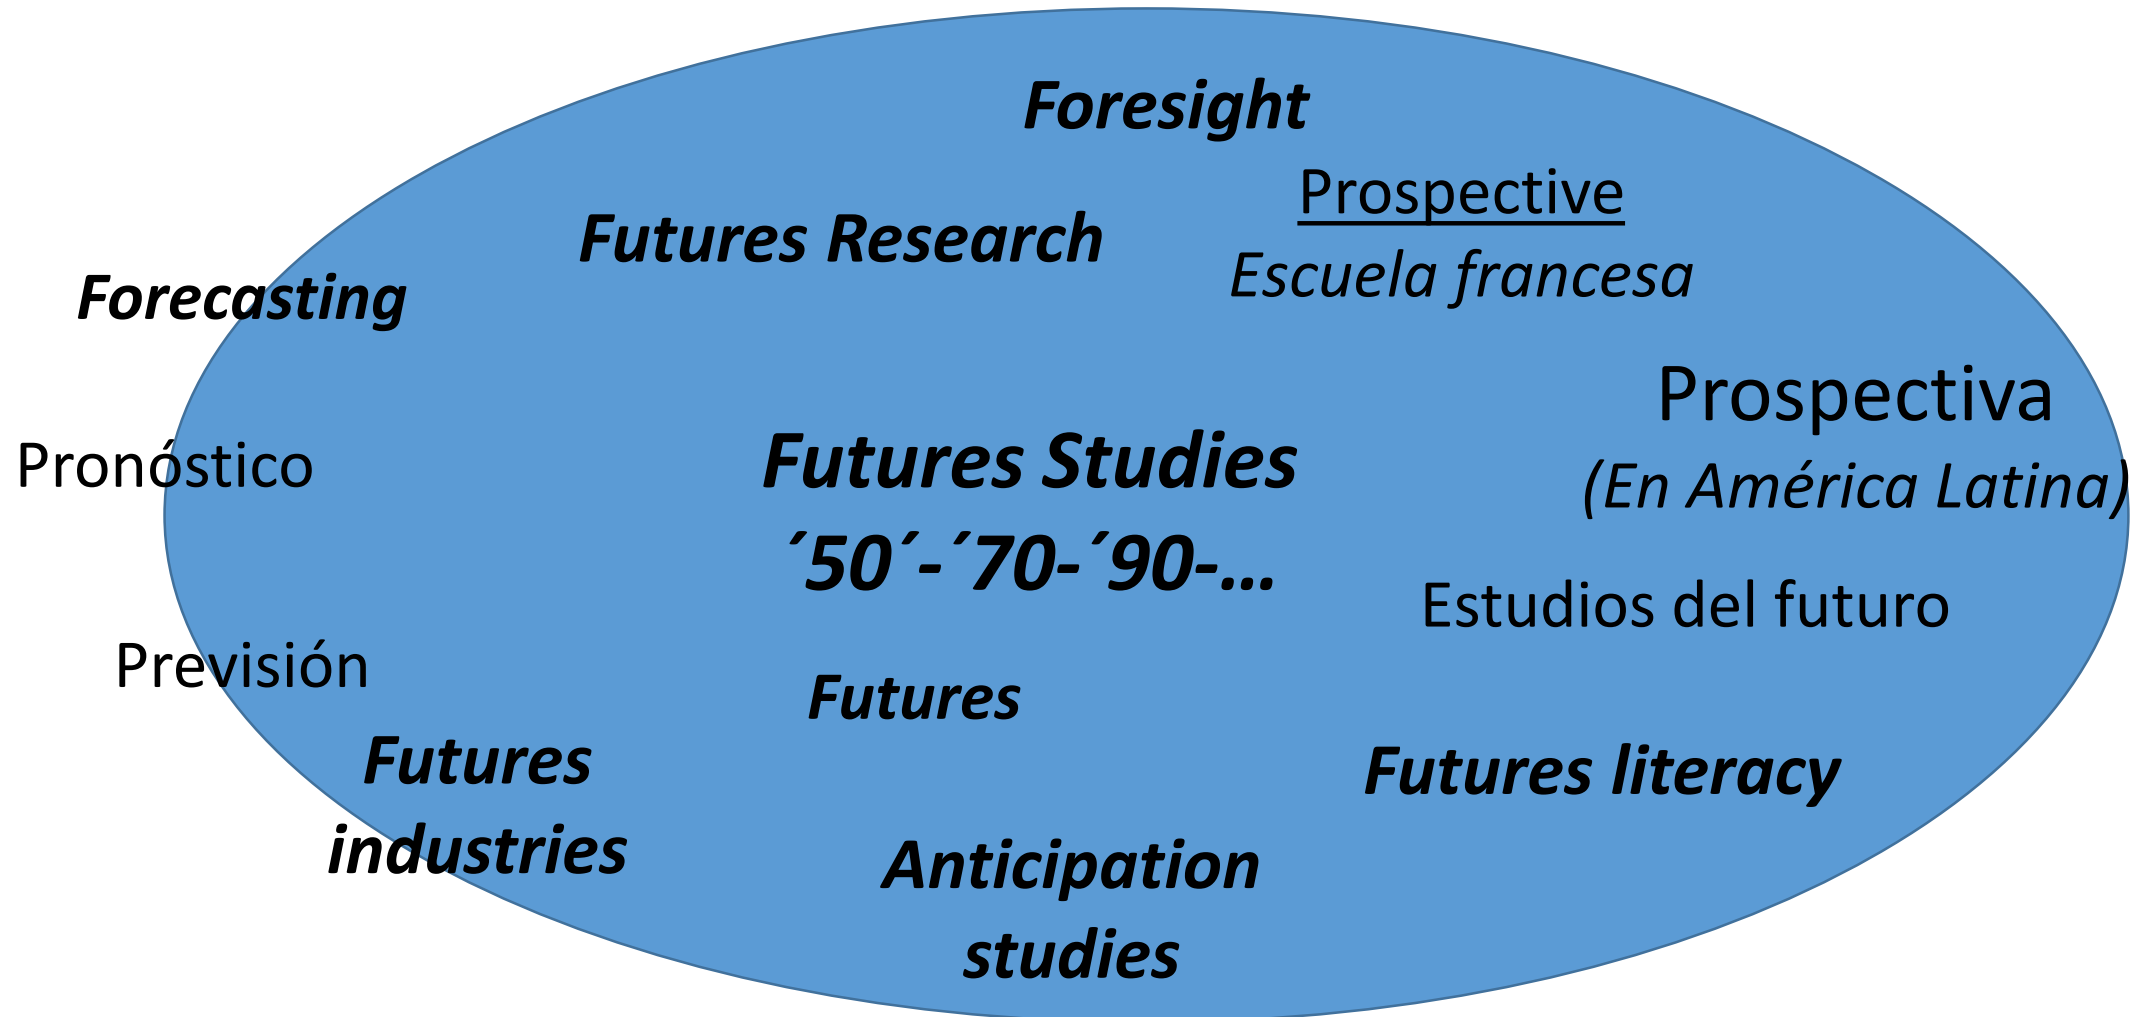 Foresight
Prospective
Escuela francesa
Futures Research
Forecasting
Prospectiva
(En América Latina)
Pronóstico
Futures Studies
´50´-´70-´90-…
Estudios del futuro
Previsión
Futures
Futures
industries
Futures literacy
Anticipation
studies